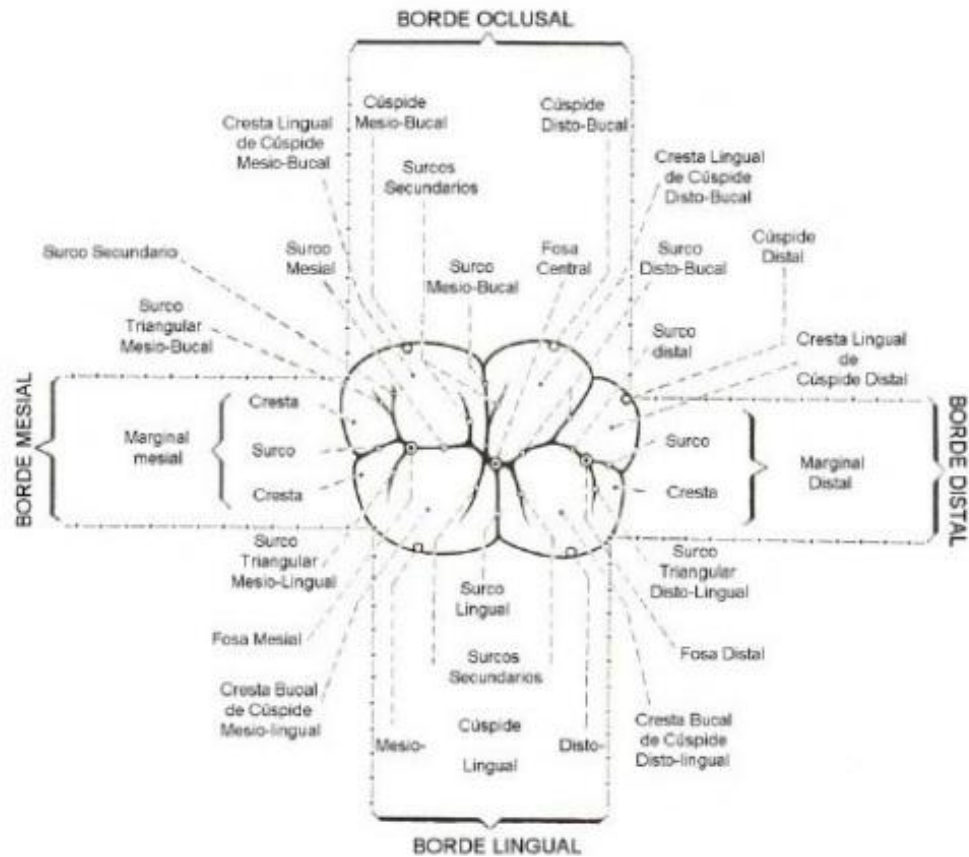 BORDE OCLUSAL
Cúspide
Mesio-Bucal
Cúspide
Disto-Bucal
Cresta Lingual
de Cúspide
Mesio-Bucal
Surcos
Secundarios
Cresta Lingual
de Cúspide
Disto-Bucal
Surco Secundario
Surco
Mesial
Surco
Mesio-Bucal
Fosa
Central
Surco
Disto-Bucal
Cúspide
Distal
Surco
Triangular
Mesio-Bucal
Surco
distal
Cresta Lingual
de
Cúspide Distal
BORDE MESIAL
Marginal
mesial
Cresta
Surco
Cresta
Surco
Cresta
Marginal
Distal
BORDE DISTAL
Surco
Triangular
Mesio-Lingual
Surco
Lingual
Surco
Triangular
Disto-Lingual
Fosa Mesial
Surcos
Secundarios
Fosa Distal
Cresta Bucal
de Cúspide
Mesio-lingual
Mesio-
Cúspide
Lingual
Disto-
Cresta Bucal
de Cúspide
Disto-lingual
BORDE LINGUAL